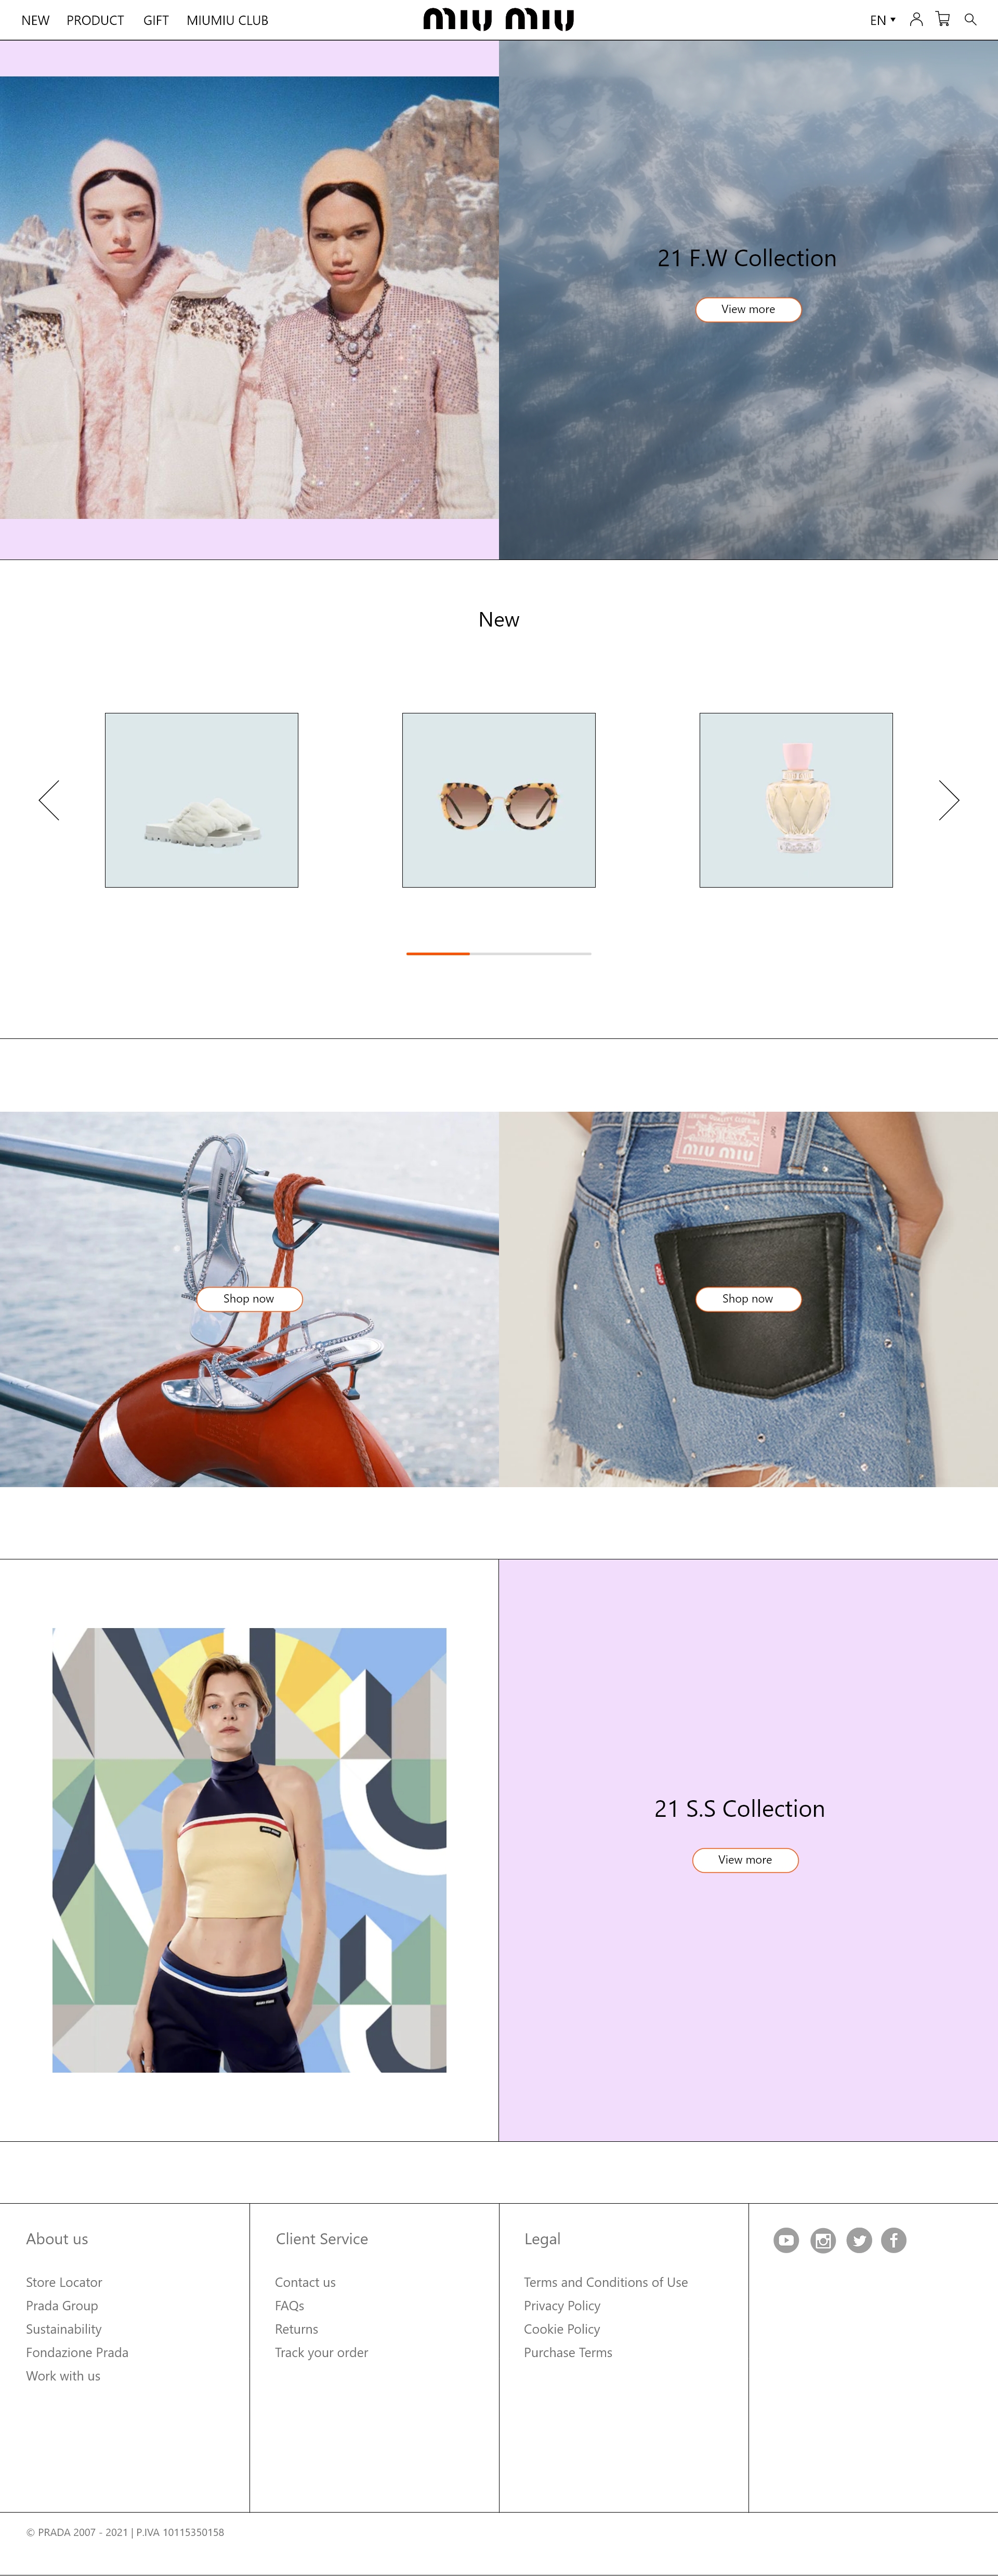 NEW PRODUCT GIFT MIUMIU CLUB miu miu EN
21 F.W Collection
View more
New
MIU MIU
Shop now
Shop now
21 S.S Collection
View more
About us
Store Locator
Prada Group
Sustainability
Fondazione Prada
Work with us
Client Service
Contact us
FAQs
Returns
Track your order
Legal
Terms and Conditions of Use
Privacy Policy
Cookie Policy
Purchase Terms
© PRADA 2007 - 2021 | P.IVA 10115350158